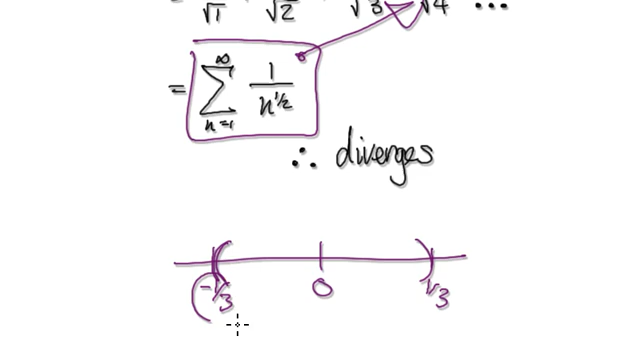 = √1 √2 √3 √4 ...
= ∑ n=1 ∞ 1/n^1/2
∴ diverges
(-1/3 0 1/3